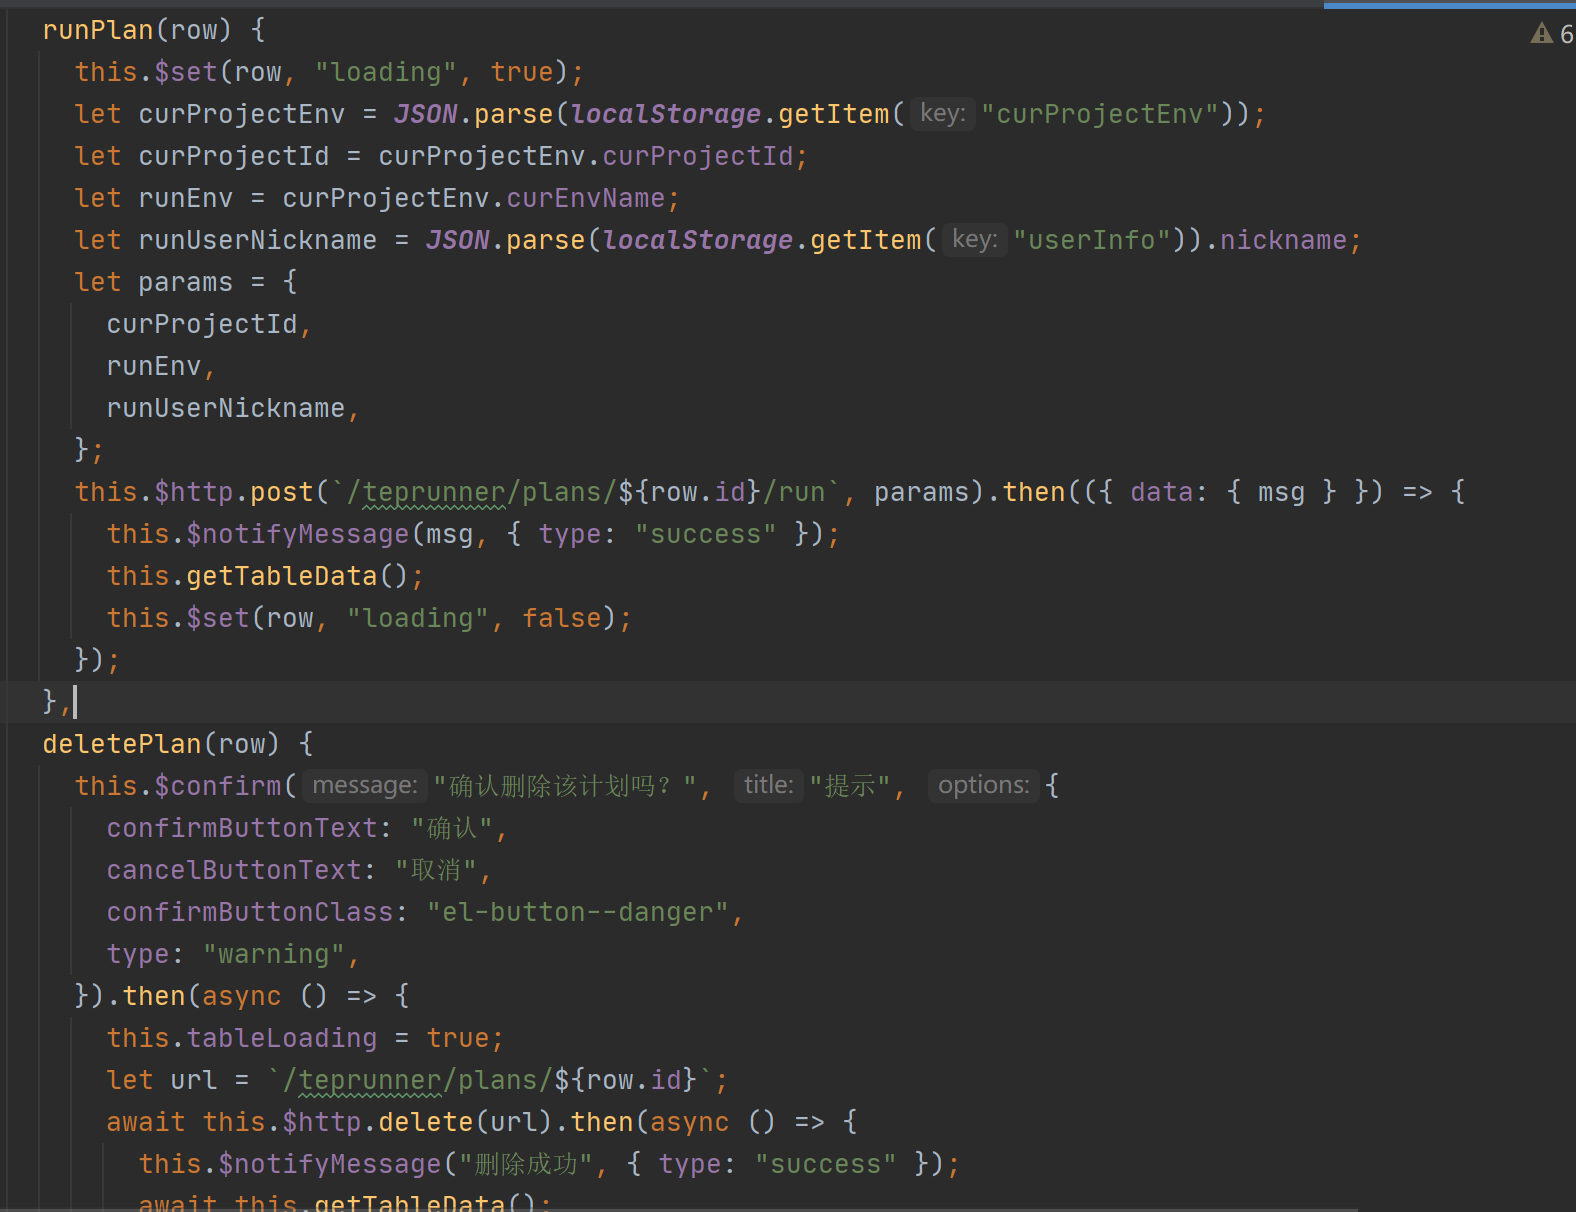 runPlan(row) {
this.$set(row, "loading", true);
let curProjectEnv = JSON.parse(localStorage.getItem( key: "curProjectEnv"));
let curProjectId = curProjectEnv.curProjectId;
let runEnv = curProjectEnv.curEnvName;
let runUserNickname = JSON.parse(localStorage.getItem( key: "userInfo")).nickname;
let params = {
curProjectId,
runEnv,
runUserNickname,
};
this.$http.post(`/teprunner/plans/${row.id}/run`, params).then(({ data: { msg } }) => {
this.$notifyMessage(msg, { type: "success" });
this.getTableData();
this.$set(row, "loading", false);
});
},
deletePlan(row) {
this.$confirm( message: "确认删除该计划吗？", title: "提示", options: {
confirmButtonText: "确认",
cancelButtonText: "取消",
confirmButtonClass: "el-button--danger",
type: "warning",
}).then(async () => {
this.tableLoading = true;
let url = `/teprunner/plans/${row.id}`;
await this.$http.delete(url).then(async () => {
this.$notifyMessage("删除成功", { type: "success" });
await this.getTableData();
6